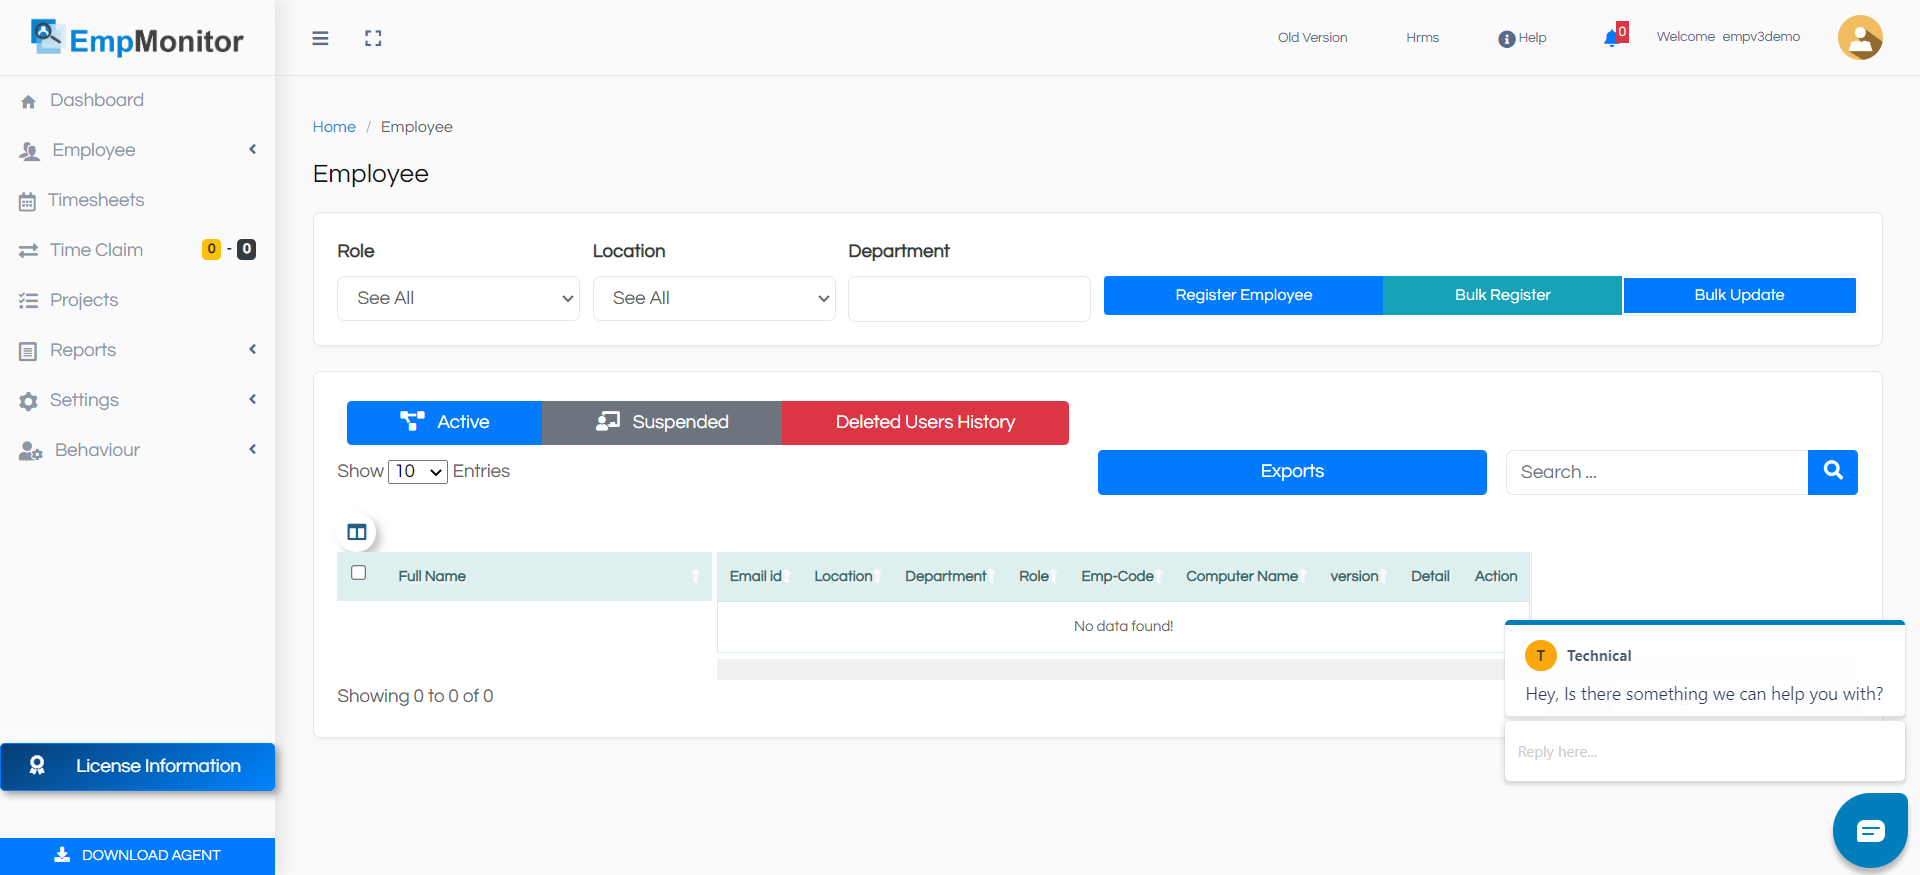 EmpMonitor
Old Version
Hrms
Help
0
Welcome empv3demo
Dashboard
Employee
Timesheets
Time Claim
0 - 0
Projects
Reports
Settings
Behaviour
License Information
DOWNLOAD AGENT
Home / Employee
Employee
Role
Location
Department
See All
See All
Register Employee
Bulk Register
Bulk Update
Active
Suspended
Deleted Users History
Show 10 Entries
Exports
Search ...
Full Name
Email id
Location
Department
Role
Emp-Code
Computer Name
version
Detail
Action
No data found!
Showing 0 to 0 of 0
T
Technical
Hey, Is there something we can help you with?
Reply here...